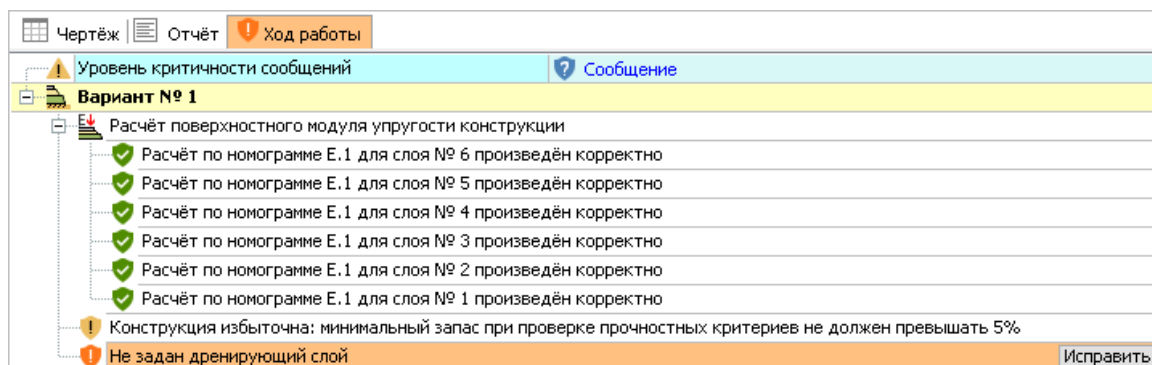 Чертёж Отчёт Ход работы
Уровень критичности сообщений Сообщение
Вариант № 1
Расчёт поверхностного модуля упругости конструкции
Расчёт по номограмме Е.1 для слоя № 6 произведён корректно
Расчёт по номограмме Е.1 для слоя № 5 произведён корректно
Расчёт по номограмме Е.1 для слоя № 4 произведён корректно
Расчёт по номограмме Е.1 для слоя № 3 произведён корректно
Расчёт по номограмме Е.1 для слоя № 2 произведён корректно
Расчёт по номограмме Е.1 для слоя № 1 произведён корректно
Конструкция избыточна: минимальный запас при проверке прочностных критериев не должен превышать 5%
Не задан дренирующий слой Исправить